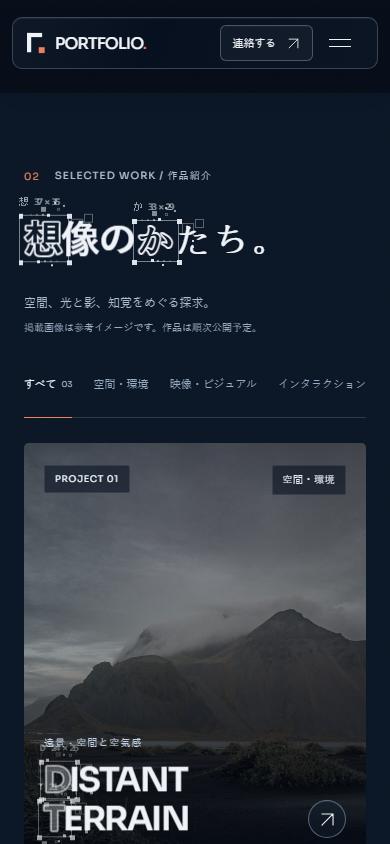 PORTFOLIO.
連絡する
02 SELECTED WORK / 作品紹介
想 37×36
か 33×29
想像のかたち。
空間、光と影、知覚をめぐる探求。
掲載画像は参考イメージです。作品は順次公開予定。
すべて 03 空間・環境 映像・ビジュアル インタラクション
PROJECT 01
空間・環境
遠景、空間と空気感
DISTANT
TERRAIN